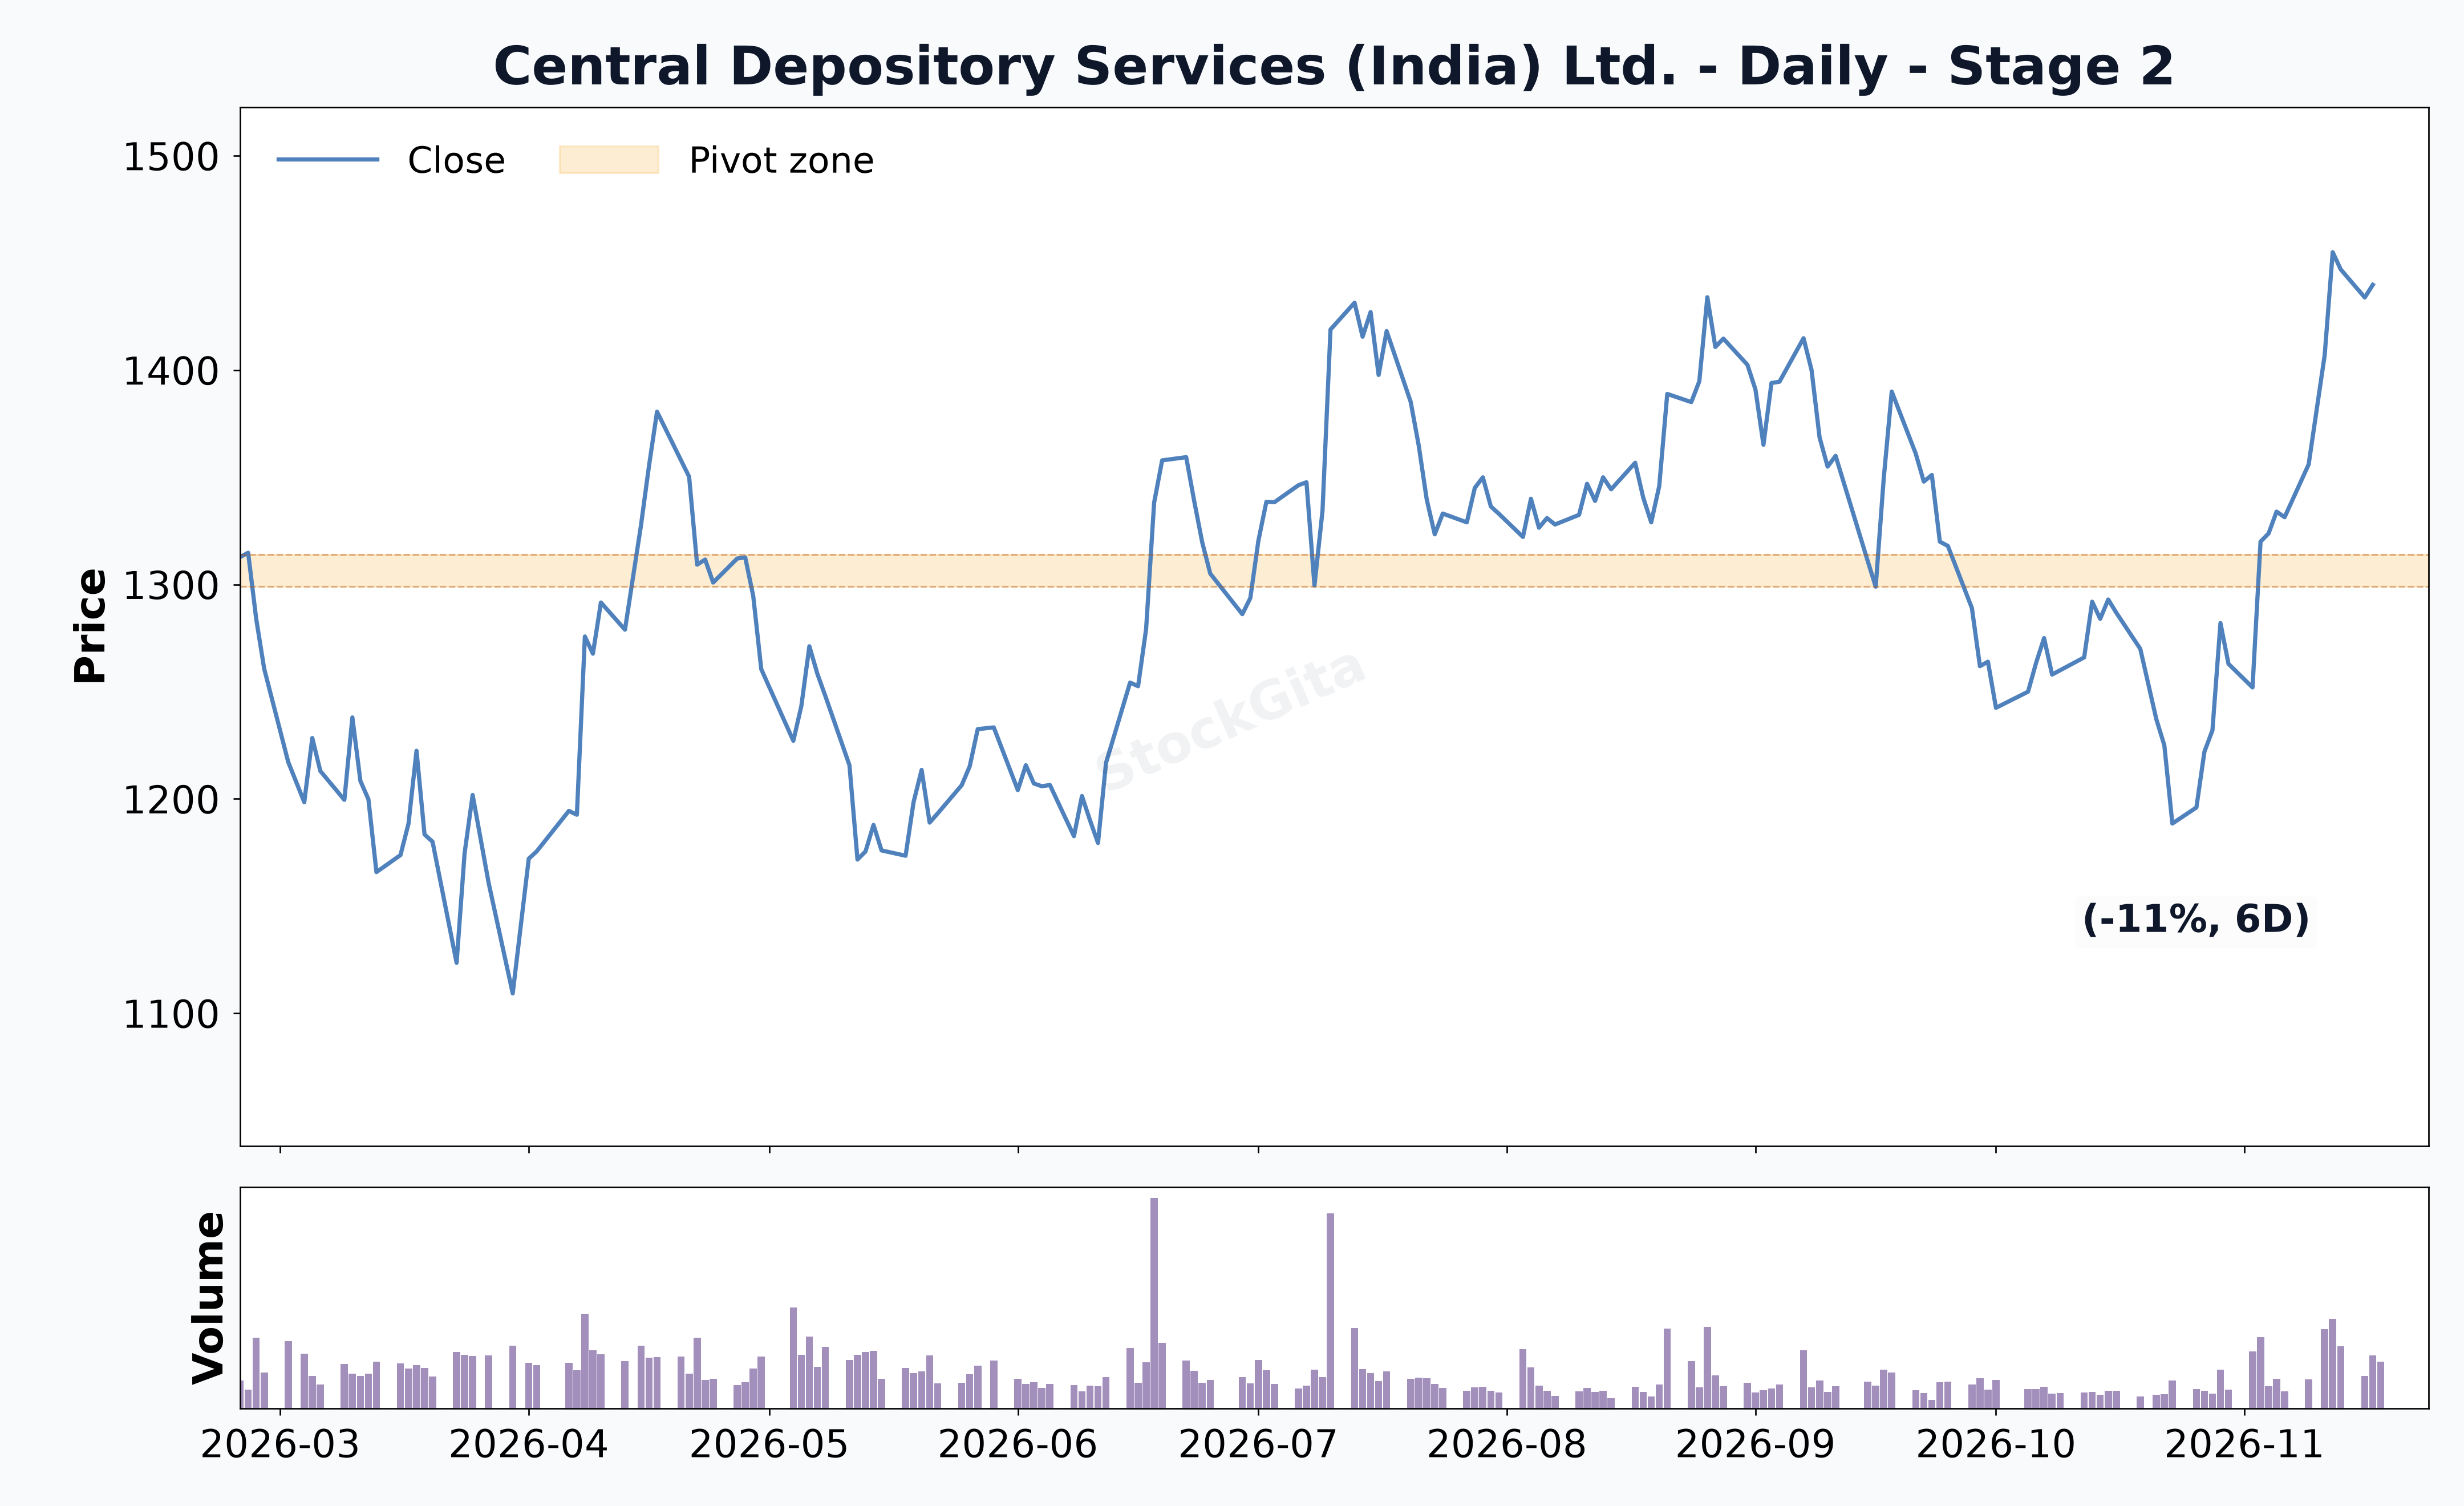 Central Depository Services (India) Ltd. - Daily - Stage 2
Close
Pivot zone
1500
1400
1300
1200
1100
Price
StockGita
(-11%, 6D)
Volume
2026-03
2026-04
2026-05
2026-06
2026-07
2026-08
2026-09
2026-10
2026-11